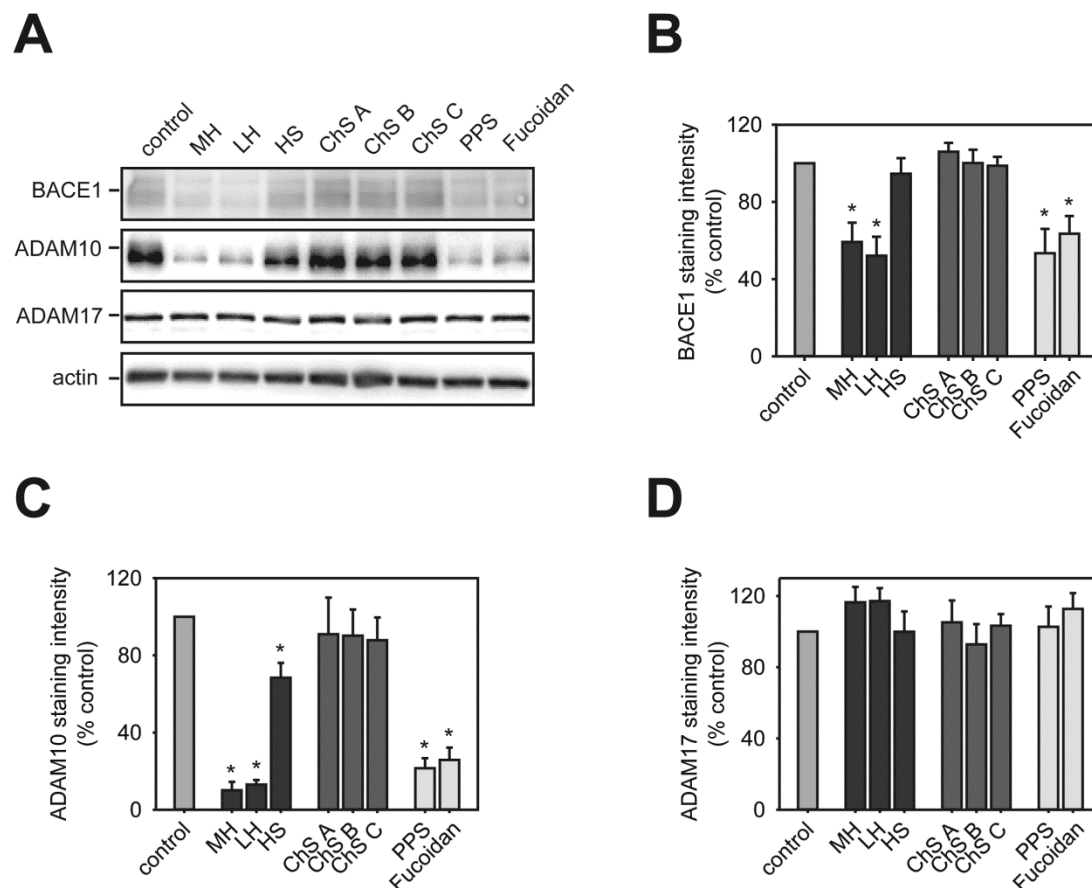 A
control
MH
LH
HS
ChS A
ChS B
ChS C
PPS
Fucoidan
BACE1
ADAM10
ADAM17
actin
B
BACE1 staining intensity
(% control)
120
80
40
0
* * * *
control
MH
LH
HS
ChS A
ChS B
ChS C
PPS
Fucoidan
C
ADAM10 staining intensity
(% control)
120
80
40
0
* * * * *
control
MH
LH
HS
ChS A
ChS B
ChS C
PPS
Fucoidan
D
ADAM17 staining intensity
(% control)
120
80
40
0
control
MH
LH
HS
ChS A
ChS B
ChS C
PPS
Fucoidan